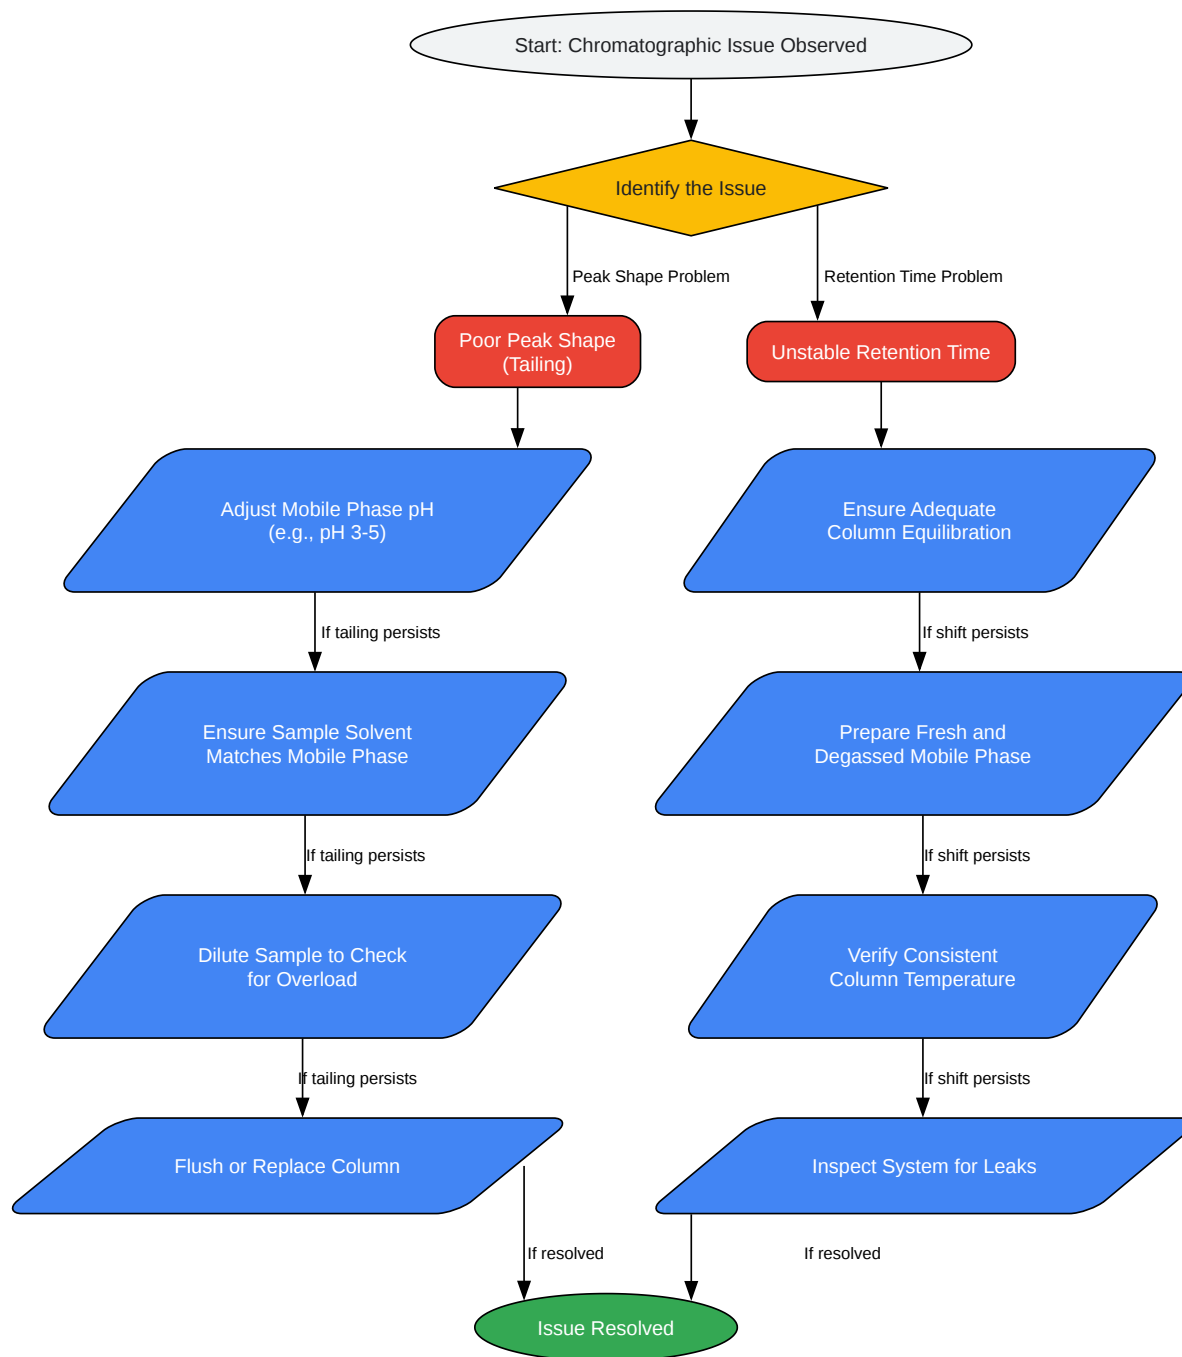 Start: Chromatographic Issue Observed
Identify the Issue
Peak Shape Problem
Retention Time Problem
Poor Peak Shape
(Tailing)
Unstable Retention Time
Adjust Mobile Phase pH
(e.g., pH 3-5)
Ensure Adequate
Column Equilibration
If tailing persists
If shift persists
Ensure Sample Solvent
Matches Mobile Phase
Prepare Fresh and
Degassed Mobile Phase
If tailing persists
If shift persists
Dilute Sample to Check
for Overload
Verify Consistent
Column Temperature
If tailing persists
If shift persists
Flush or Replace Column
Inspect System for Leaks
If resolved
If resolved
Issue Resolved